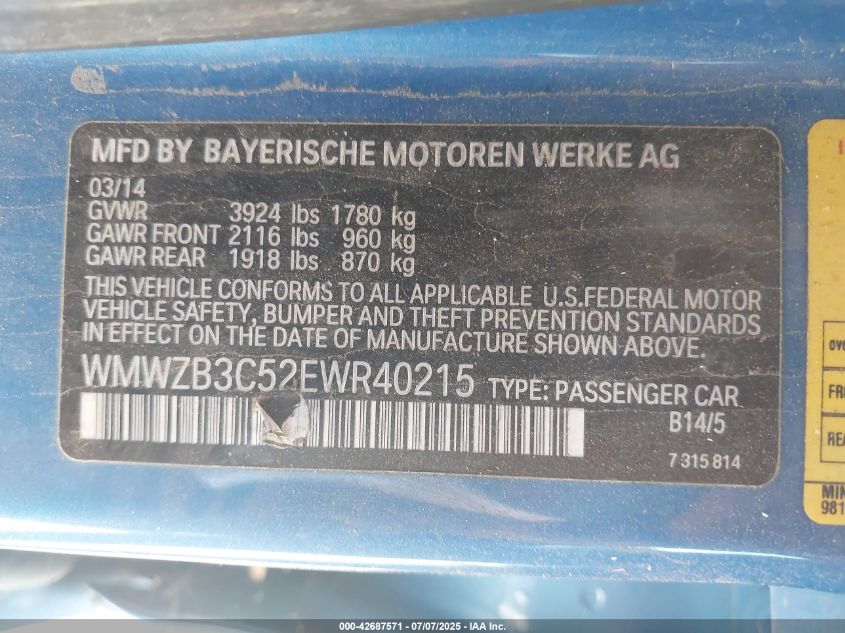 MFD BY BAYERISCHE MOTOREN WERKE AG
03/14
GVWR 3924 lbs 1780 kg
GAWR FRONT 2116 lbs 960 kg
GAWR REAR 1918 lbs 870 kg
THIS VEHICLE CONFORMS TO ALL APPLICABLE U.S.FEDERAL MOTOR
VEHICLE SAFETY, BUMPER AND THEFT PREVENTION STANDARDS
IN EFFECT ON THE DATE OF MANUFACTURE SHOWN ABOVE.
WMWZB3C52EWR40215 TYPE: PASSENGER CAR
B14/5
7 315 814
000-42687571 - 07/07/2025 - IAA Inc.